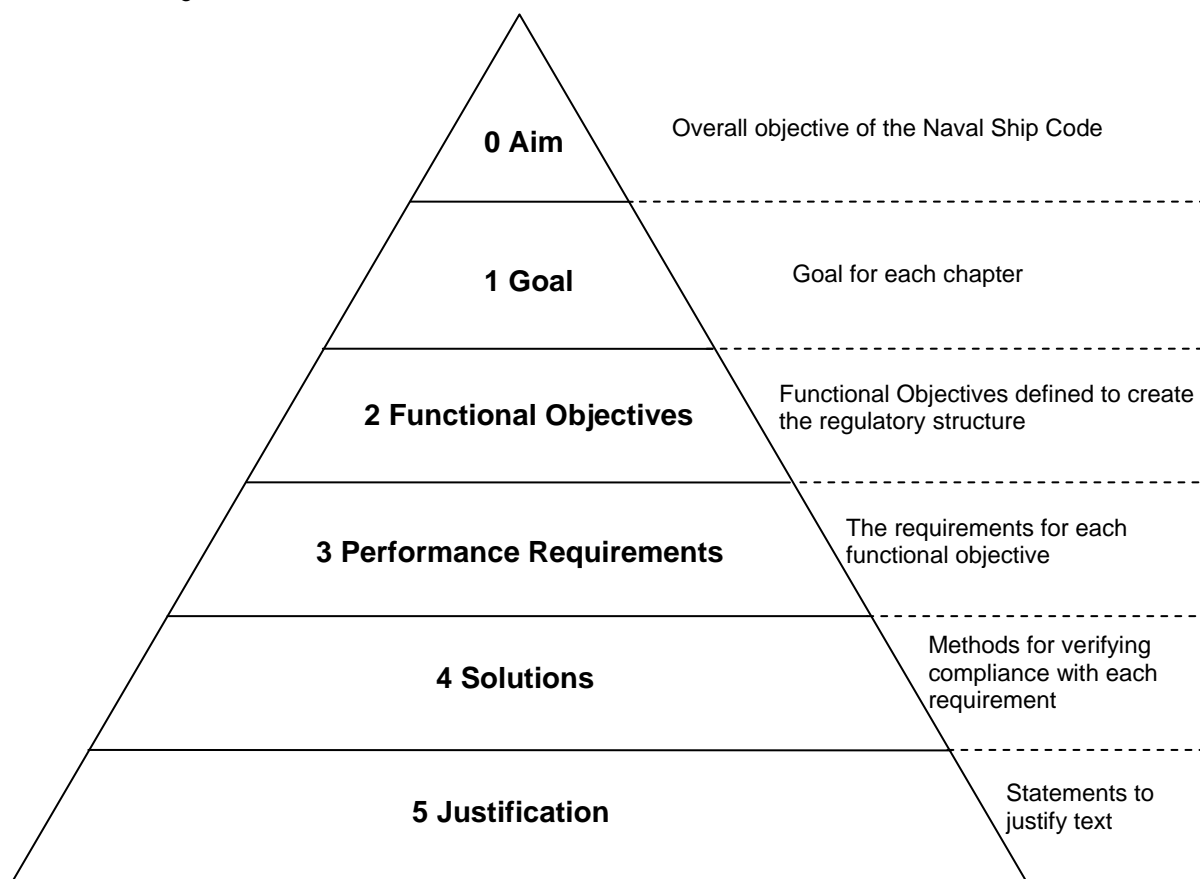 0 Aim
Overall objective of the Naval Ship Code
1 Goal
Goal for each chapter
2 Functional Objectives
Functional Objectives defined to create
the regulatory structure
3 Performance Requirements
The requirements for each
functional objective
4 Solutions
Methods for verifying
compliance with each
requirement
5 Justification
Statements to
justify text